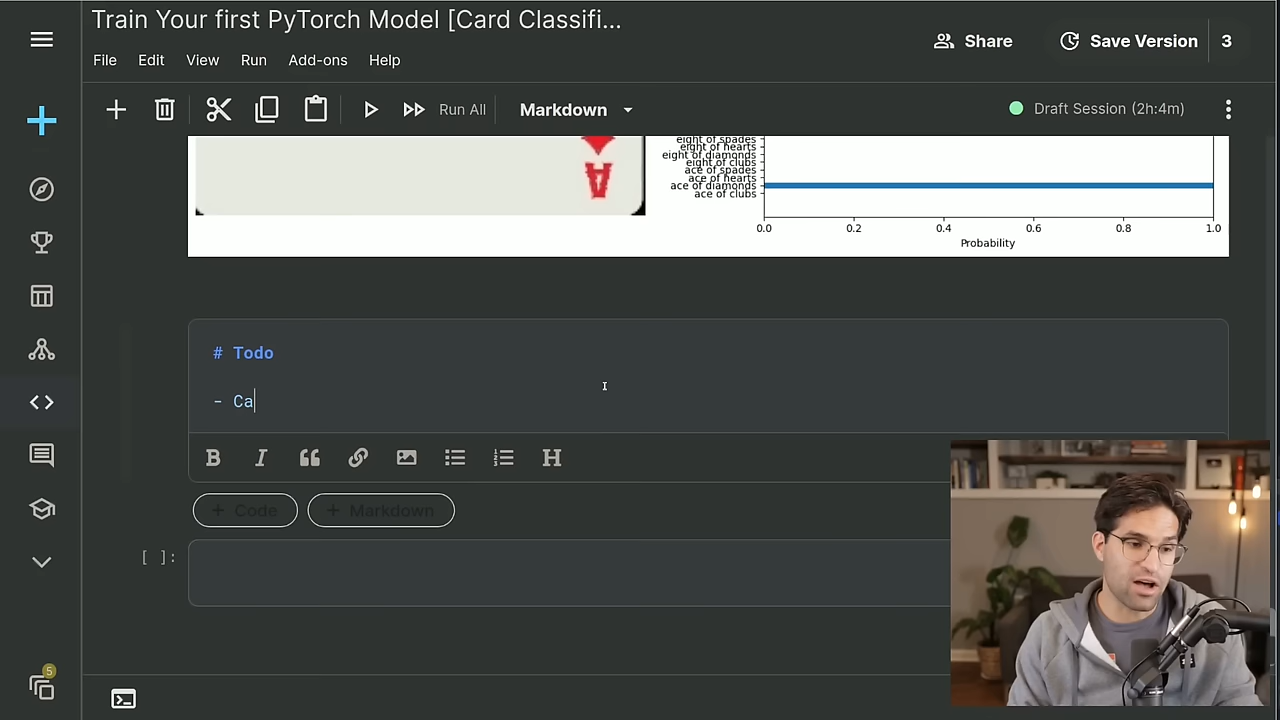 Train Your first PyTorch Model [Card Classifi...
File Edit View Run Add-ons Help
Share
Save Version 3
Run All Markdown
Draft Session (2h:4m)
A
eight of spades
eight of hearts
eight of diamonds
eight of clubs
ace of spades
ace of hearts
ace of diamonds
ace of clubs
0.0 0.2 0.4 0.6 0.8 1.0
Probability
# Todo
- Ca
B I H
+ Code + Markdown
[ ]:
5